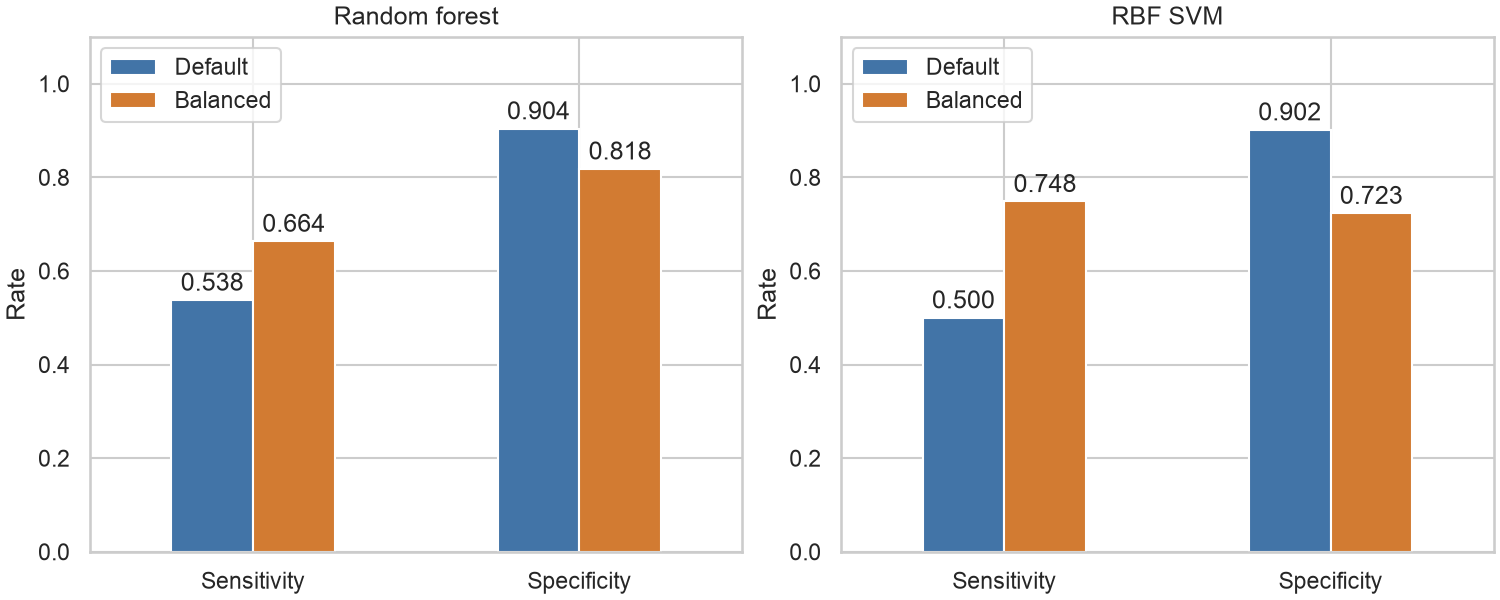 Random forest
Default
Balanced
1.0
0.8
0.6
0.4
0.2
0.0
Rate
0.538
0.664
0.904
0.818
Sensitivity
Specificity
RBF SVM
Default
Balanced
1.0
0.8
0.6
0.4
0.2
0.0
Rate
0.500
0.748
0.902
0.723
Sensitivity
Specificity